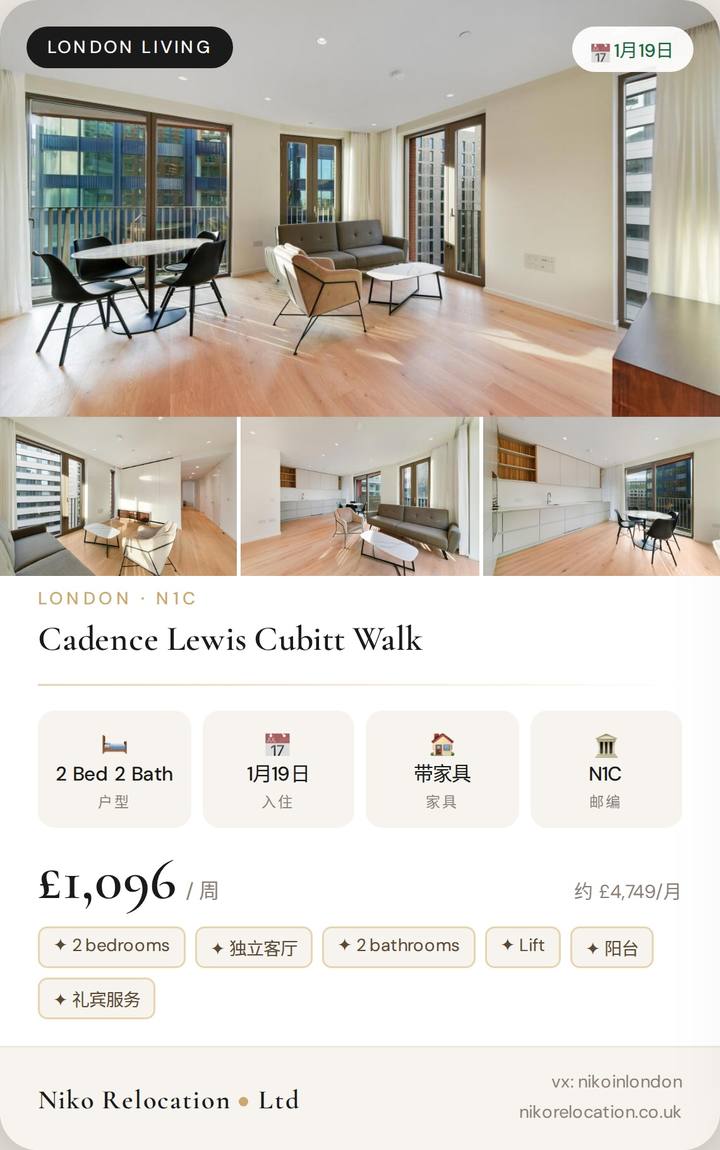 LONDON LIVING
📅 1月19日
LONDON · N1C
Cadence Lewis Cubitt Walk
2 Bed 2 Bath
户型
1月19日
入住
带家具
家具
N1C
邮编
£1,096 / 周
约 £4,749/月
✦ 2 bedrooms
✦ 独立客厅
✦ 2 bathrooms
✦ Lift
✦ 阳台
✦ 礼宾服务
Niko Relocation • Ltd
vx: nikoinlondon
nikorelocation.co.uk